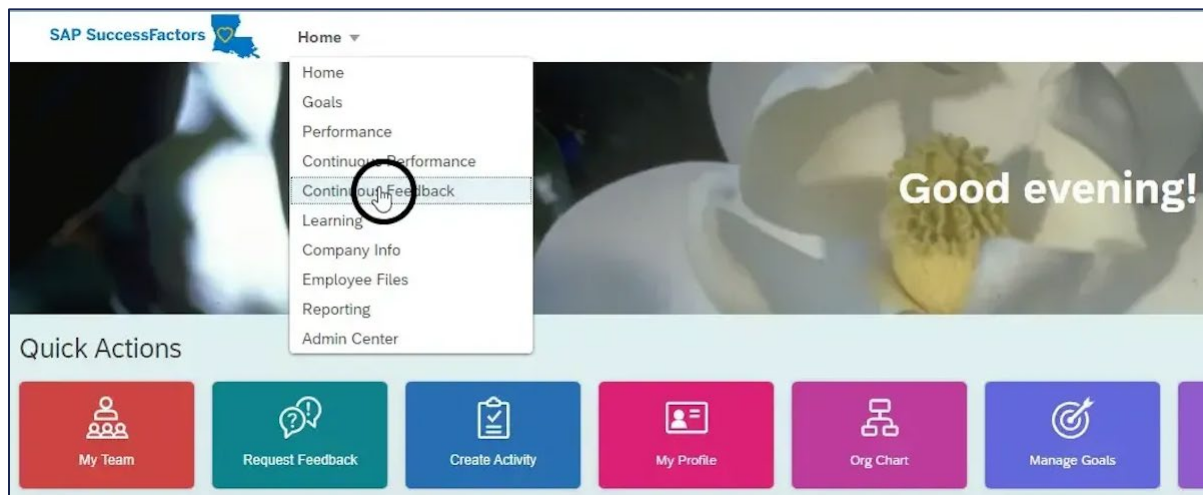 SAP SuccessFactors
Home
Home
Goals
Performance
Continuous Performance
Continuous Feedback
Learning
Company Info
Employee Files
Reporting
Admin Center
Good evening!
Quick Actions
My Team
Request Feedback
Create Activity
My Profile
Org Chart
Manage Goals